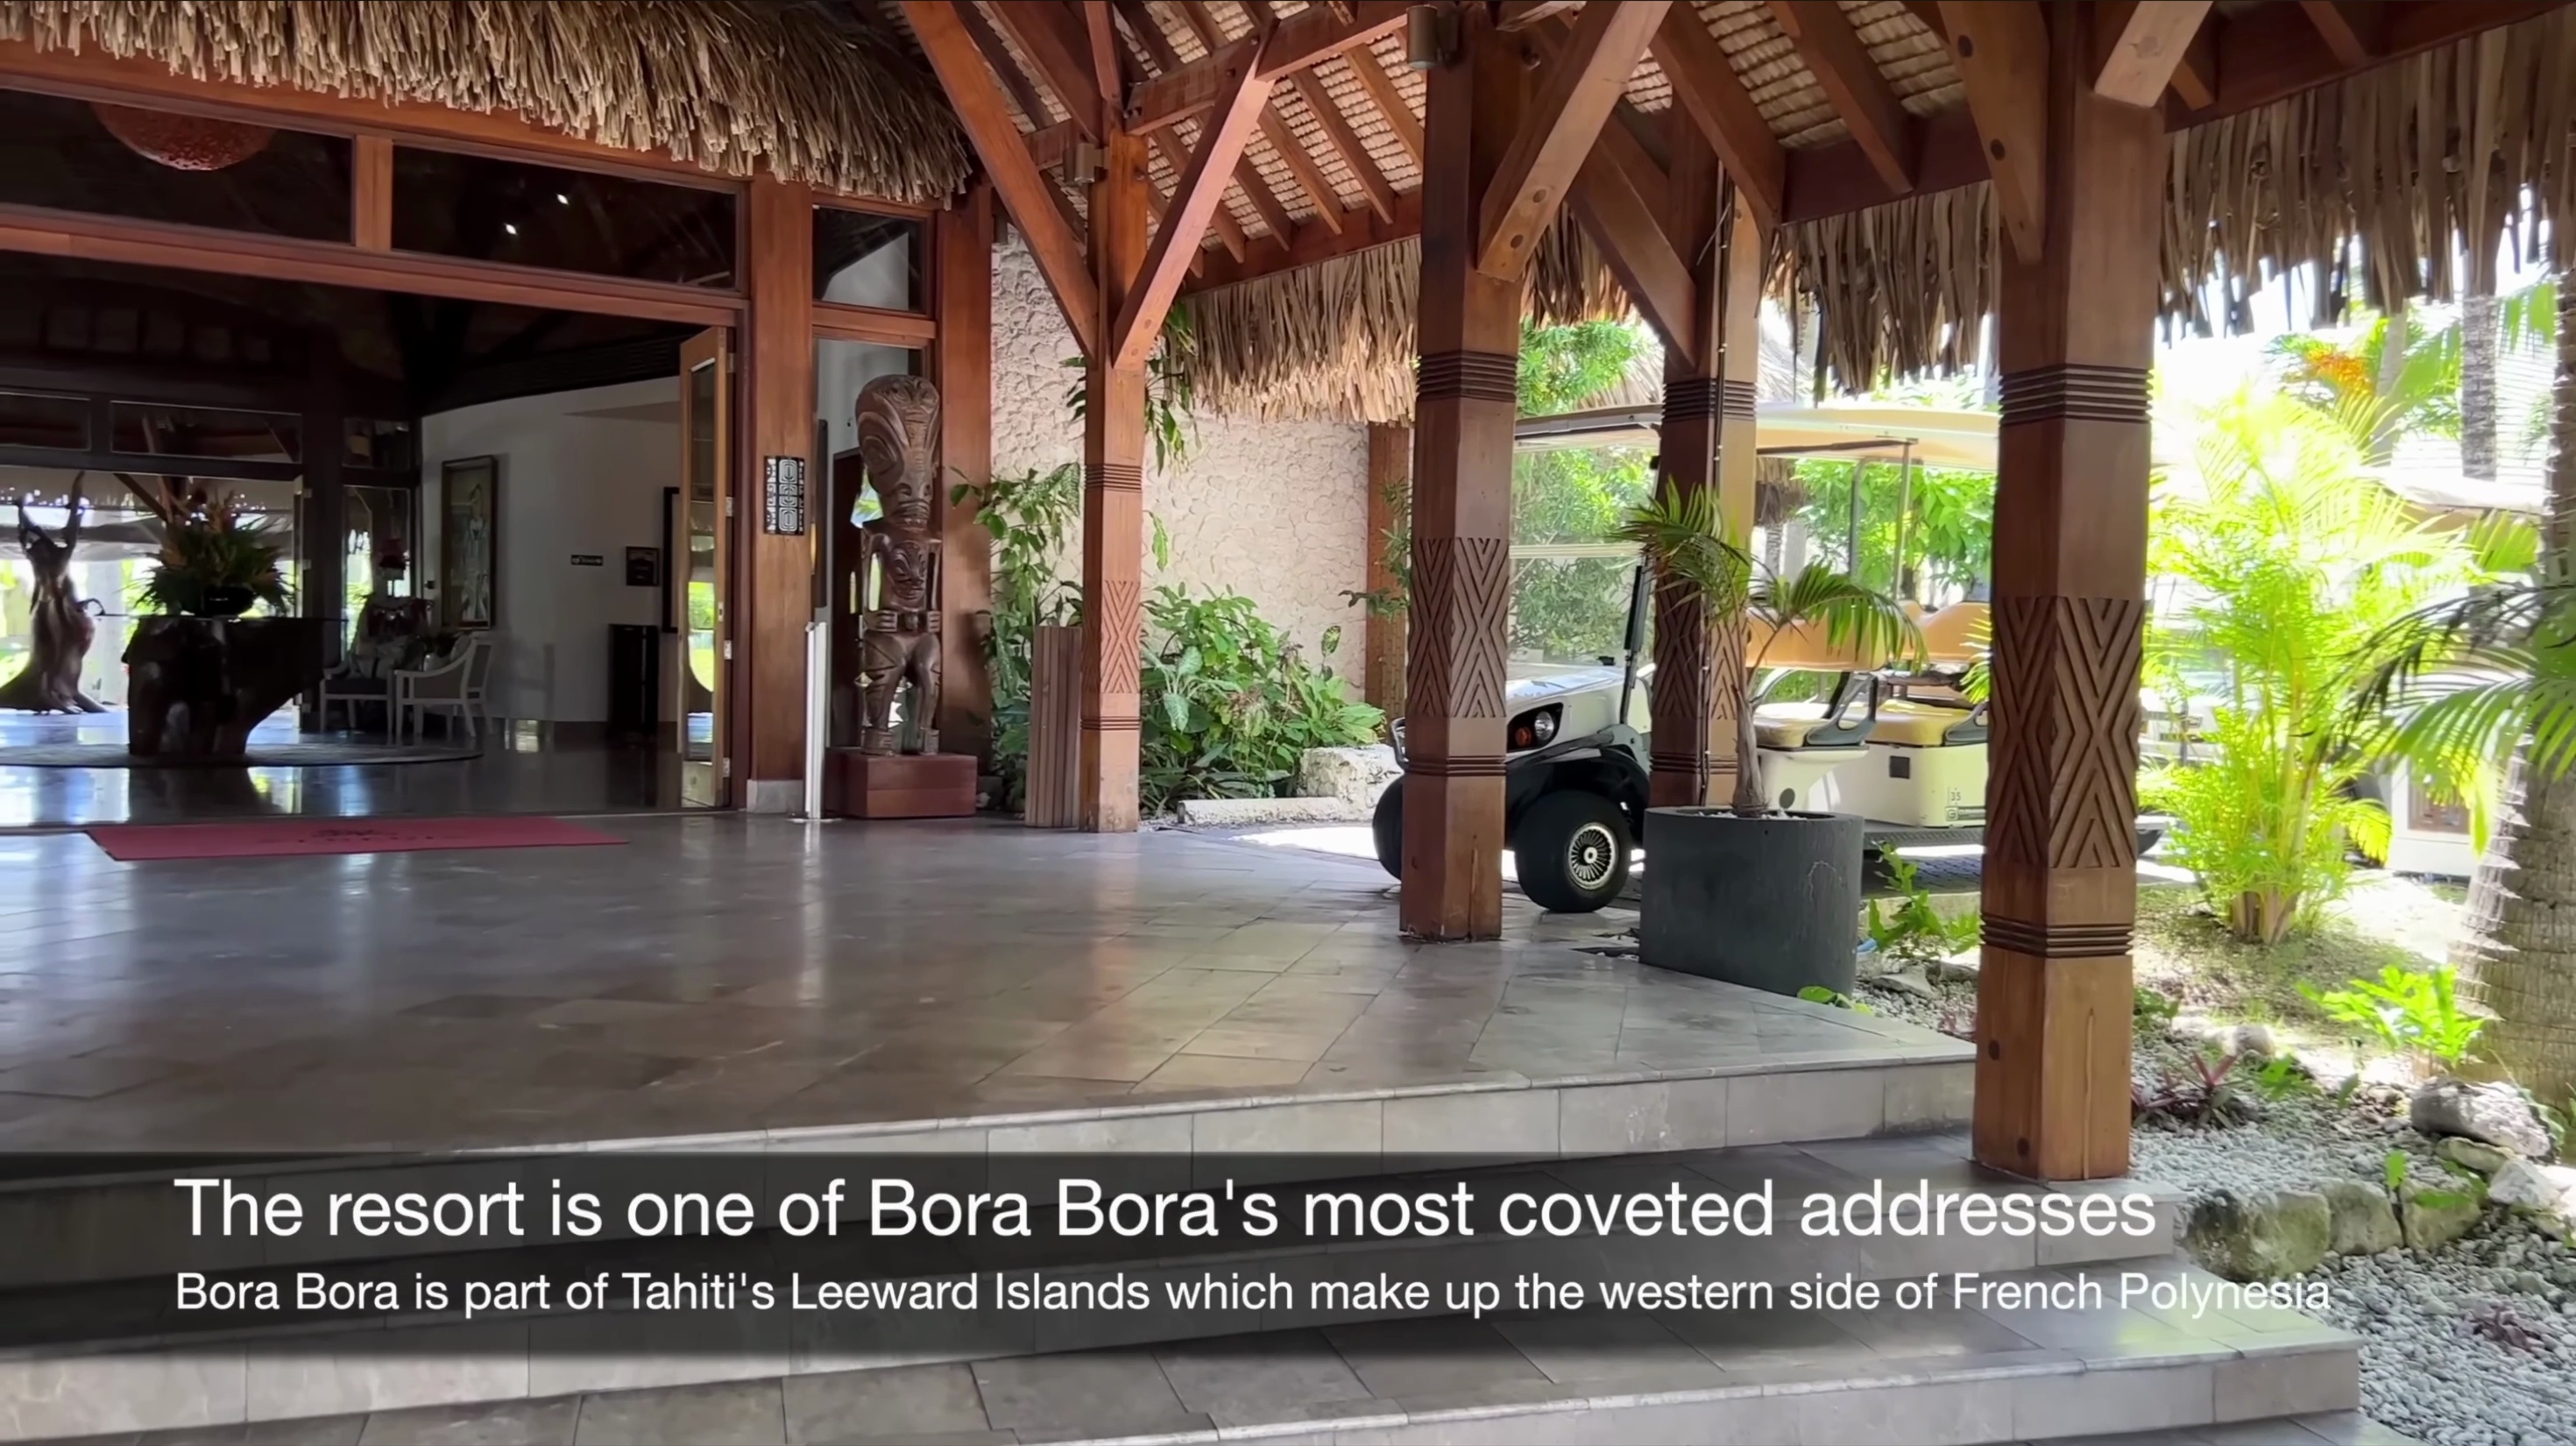 The resort is one of Bora Bora's most coveted addresses
Bora Bora is part of Tahiti's Leeward Islands which make up the western side of French Polynesia
35